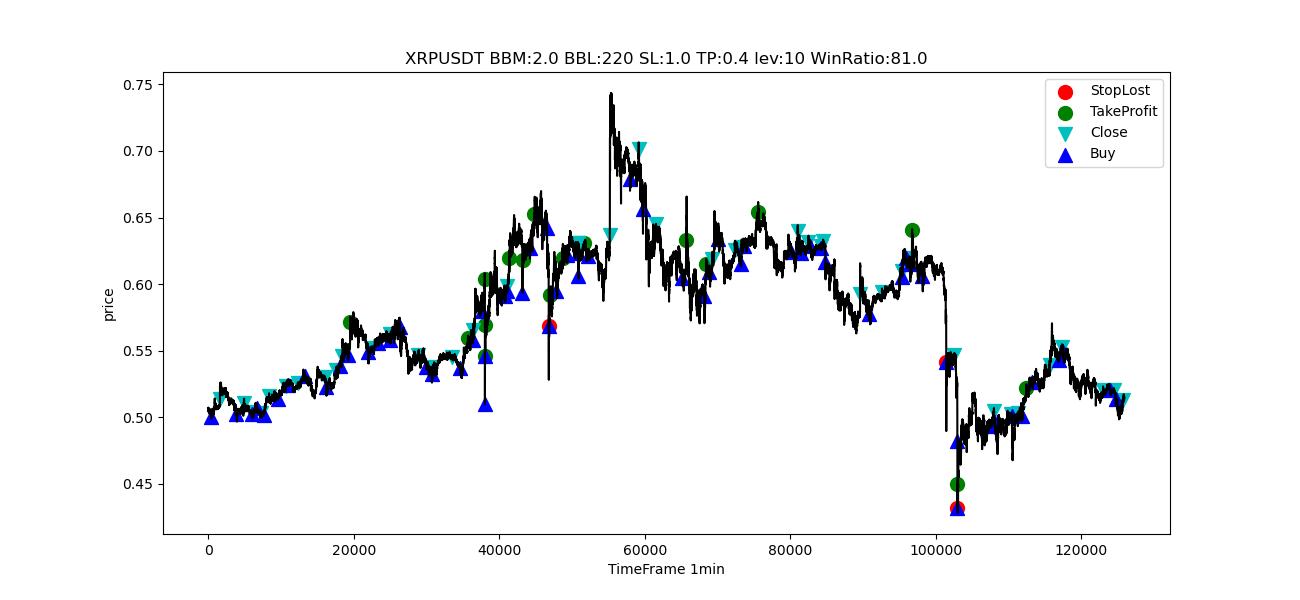 XRPUSDT BBM:2.0 BBL:220 SL:1.0 TP:0.4 lev:10 WinRatio:81.0
StopLost
TakeProfit
Close
Buy
price
0.75
0.70
0.65
0.60
0.55
0.50
0.45
0
20000
40000
60000
80000
100000
120000
TimeFrame 1min